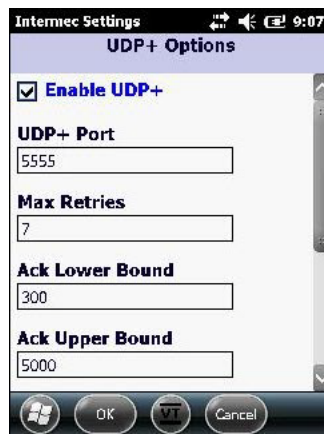 Intermec Settings 9:07
UDP+ Options
Enable UDP+
UDP+ Port
5555
Max Retries
7
Ack Lower Bound
300
Ack Upper Bound
5000
OK VT Cancel